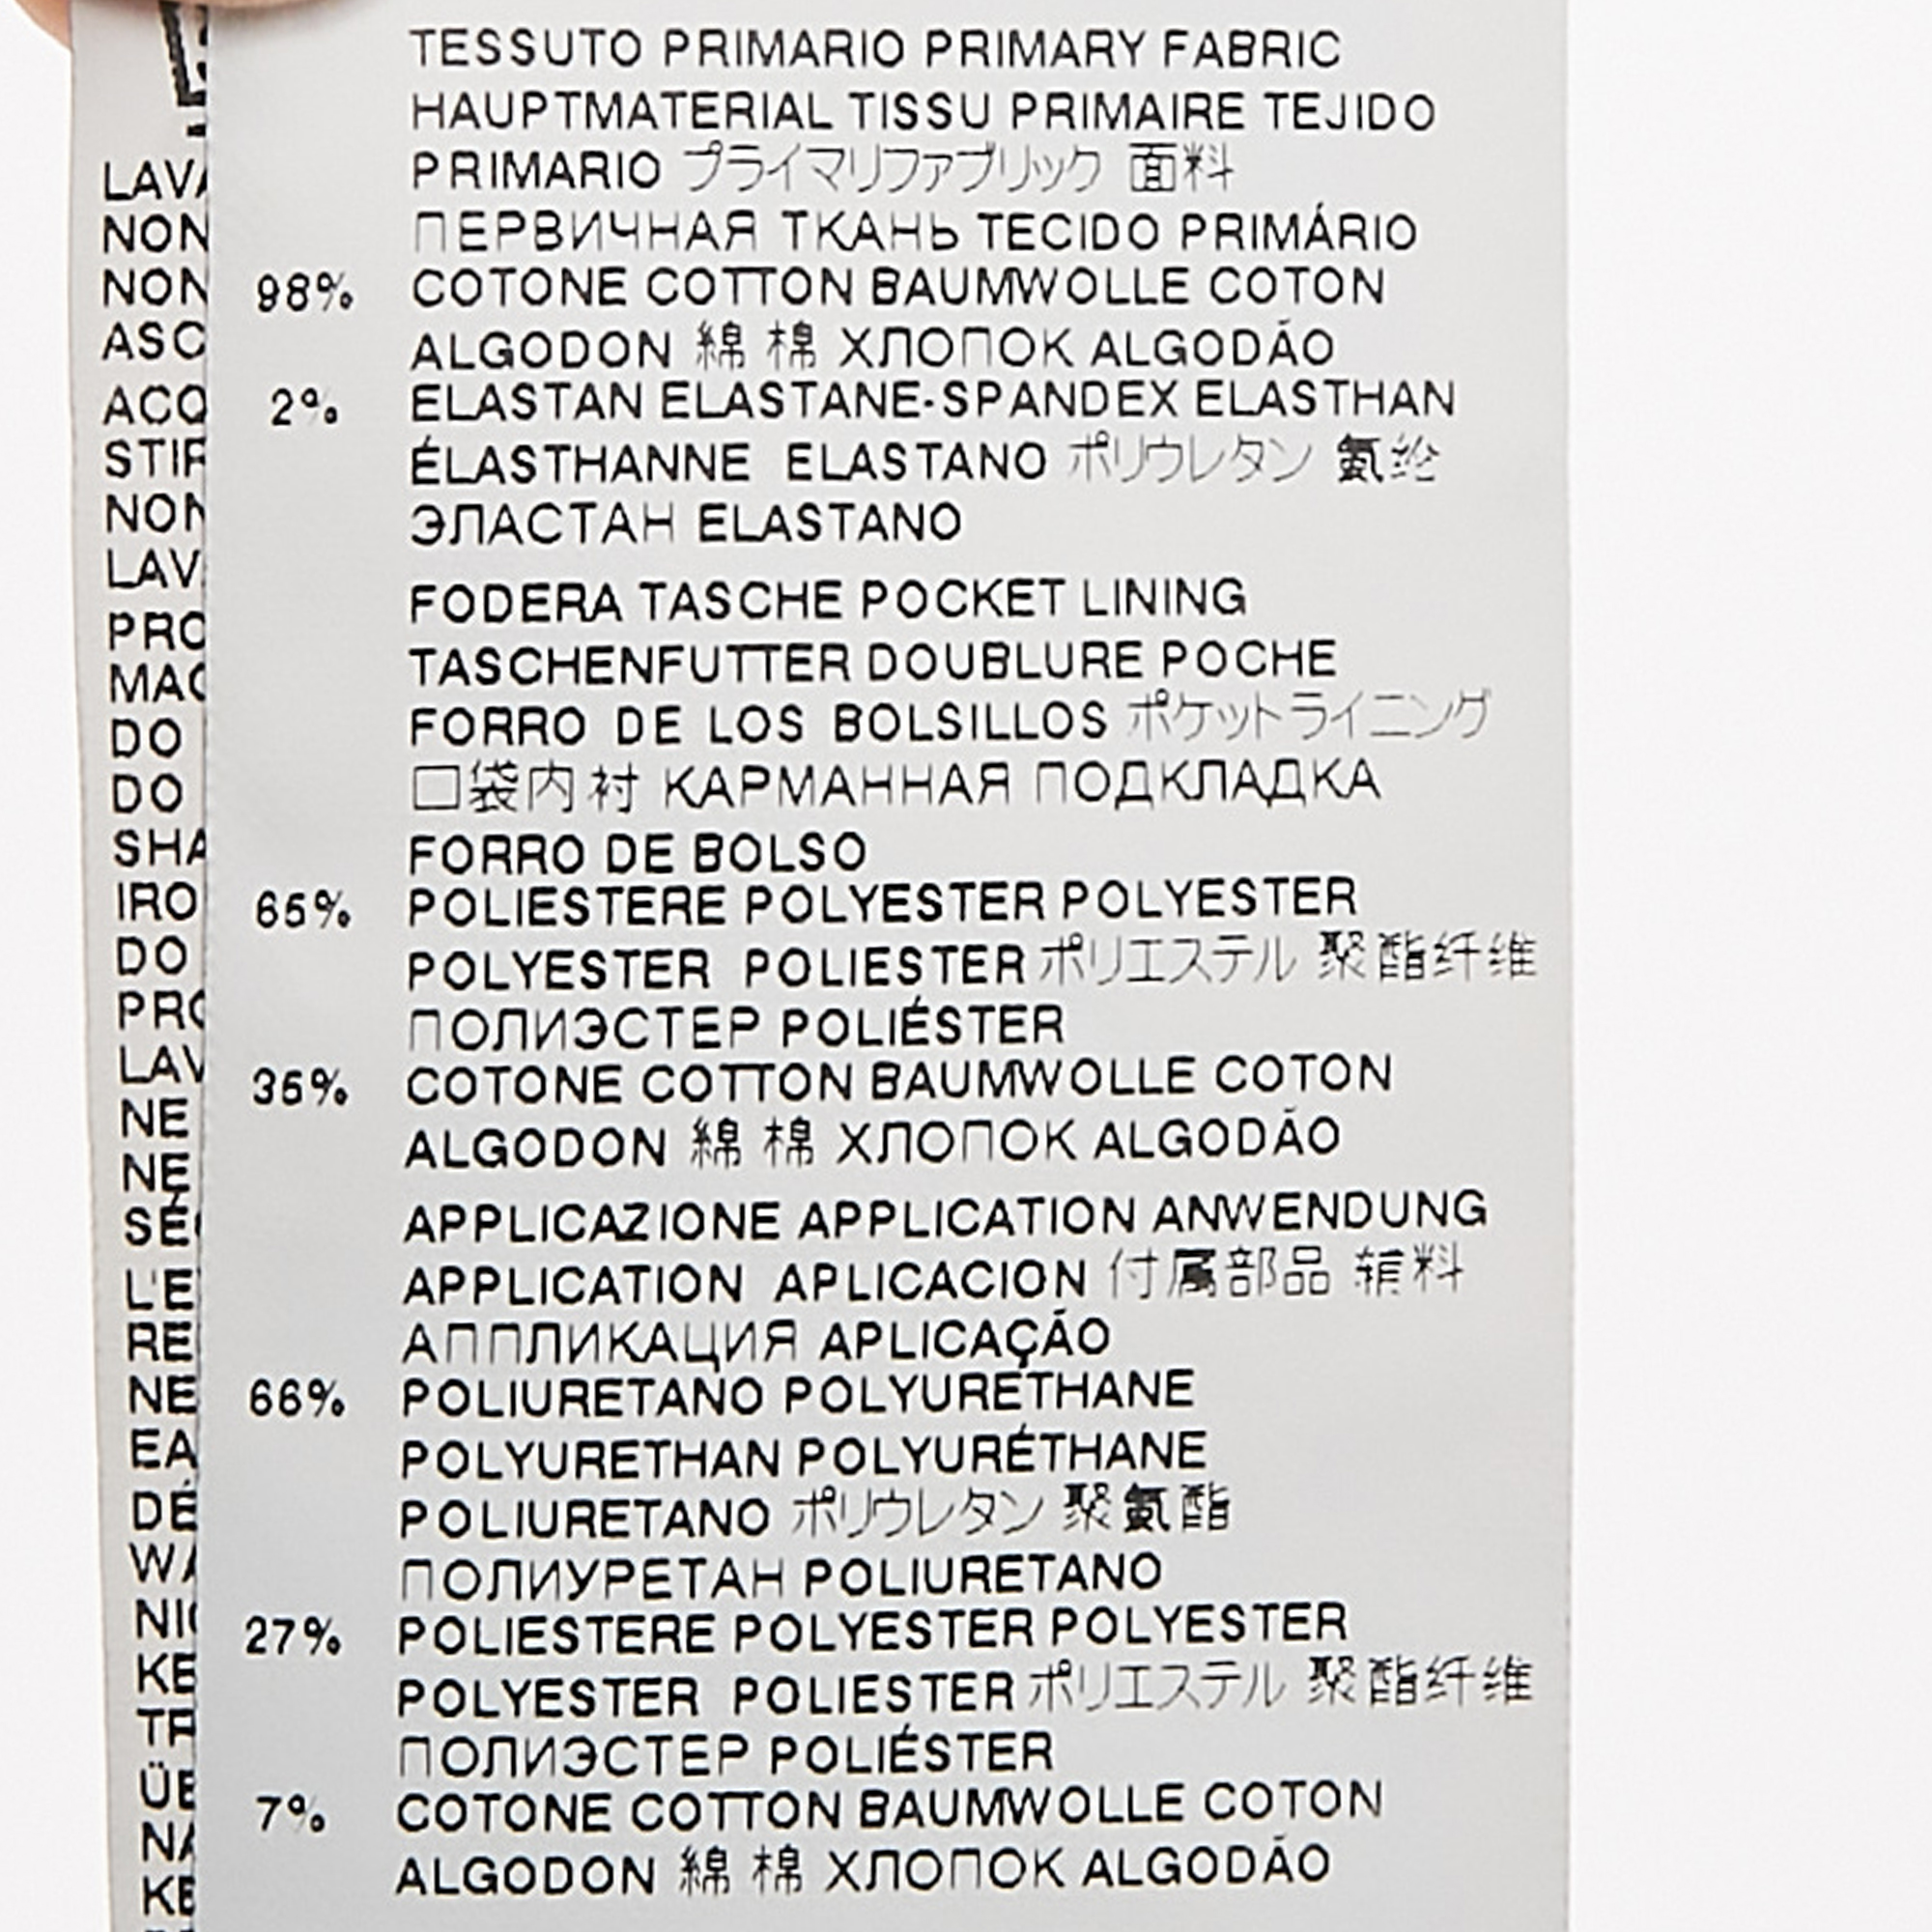 TESSUTO PRIMARIO PRIMARY FABRIC
HAUPTMATERIAL TISSU PRIMAIRE TEJIDO
PRIMARIO プライマリファブリック 面料
ПЕРВИЧНАЯ ТКАНЬ TECIDO PRIMÁRIO
98% COTONE COTTON BAUMWOLLE COTON
ALGODON 綿 棉 ХЛОПОК ALGODÃO
2% ELASTAN ELASTANE-SPANDEX ELASTHAN
ÉLASTHANNE ELASTANO ポリウレタン 氨纶
ЭЛАСТАН ELASTANO
FODERA TASCHE POCKET LINING
TASCHENFUTTER DOUBLURE POCHE
FORRO DE LOS BOLSILLOS ポケットライニング
口袋内衬 КАРМАННАЯ ПОДКЛАДКА
FORRO DE BOLSO
65% POLIESTERE POLYESTER POLYESTER
POLYESTER POLIESTER ポリエステル 聚酯纤维
ПОЛИЭСТЕР POLIÉSTER
35% COTONE COTTON BAUMWOLLE COTON
ALGODON 綿 棉 ХЛОПОК ALGODÃO
APPLICAZIONE APPLICATION ANWENDUNG
APPLICATION APLICACION 付属部品 辅料
АППЛИКАЦИЯ APLICAÇÃO
66% POLIURETANO POLYURETHANE
POLYURETHAN POLYURÉTHANE
POLIURETANO ポリウレタン 聚氨酯
ПОЛИУРЕТАН POLIURETANO
27% POLIESTERE POLYESTER POLYESTER
POLYESTER POLIESTER ポリエステル 聚酯纤维
ПОЛИЭСТЕР POLIÉSTER
7% COTONE COTTON BAUMWOLLE COTON
ALGODON 綿 棉 ХЛОПОК ALGODÃO